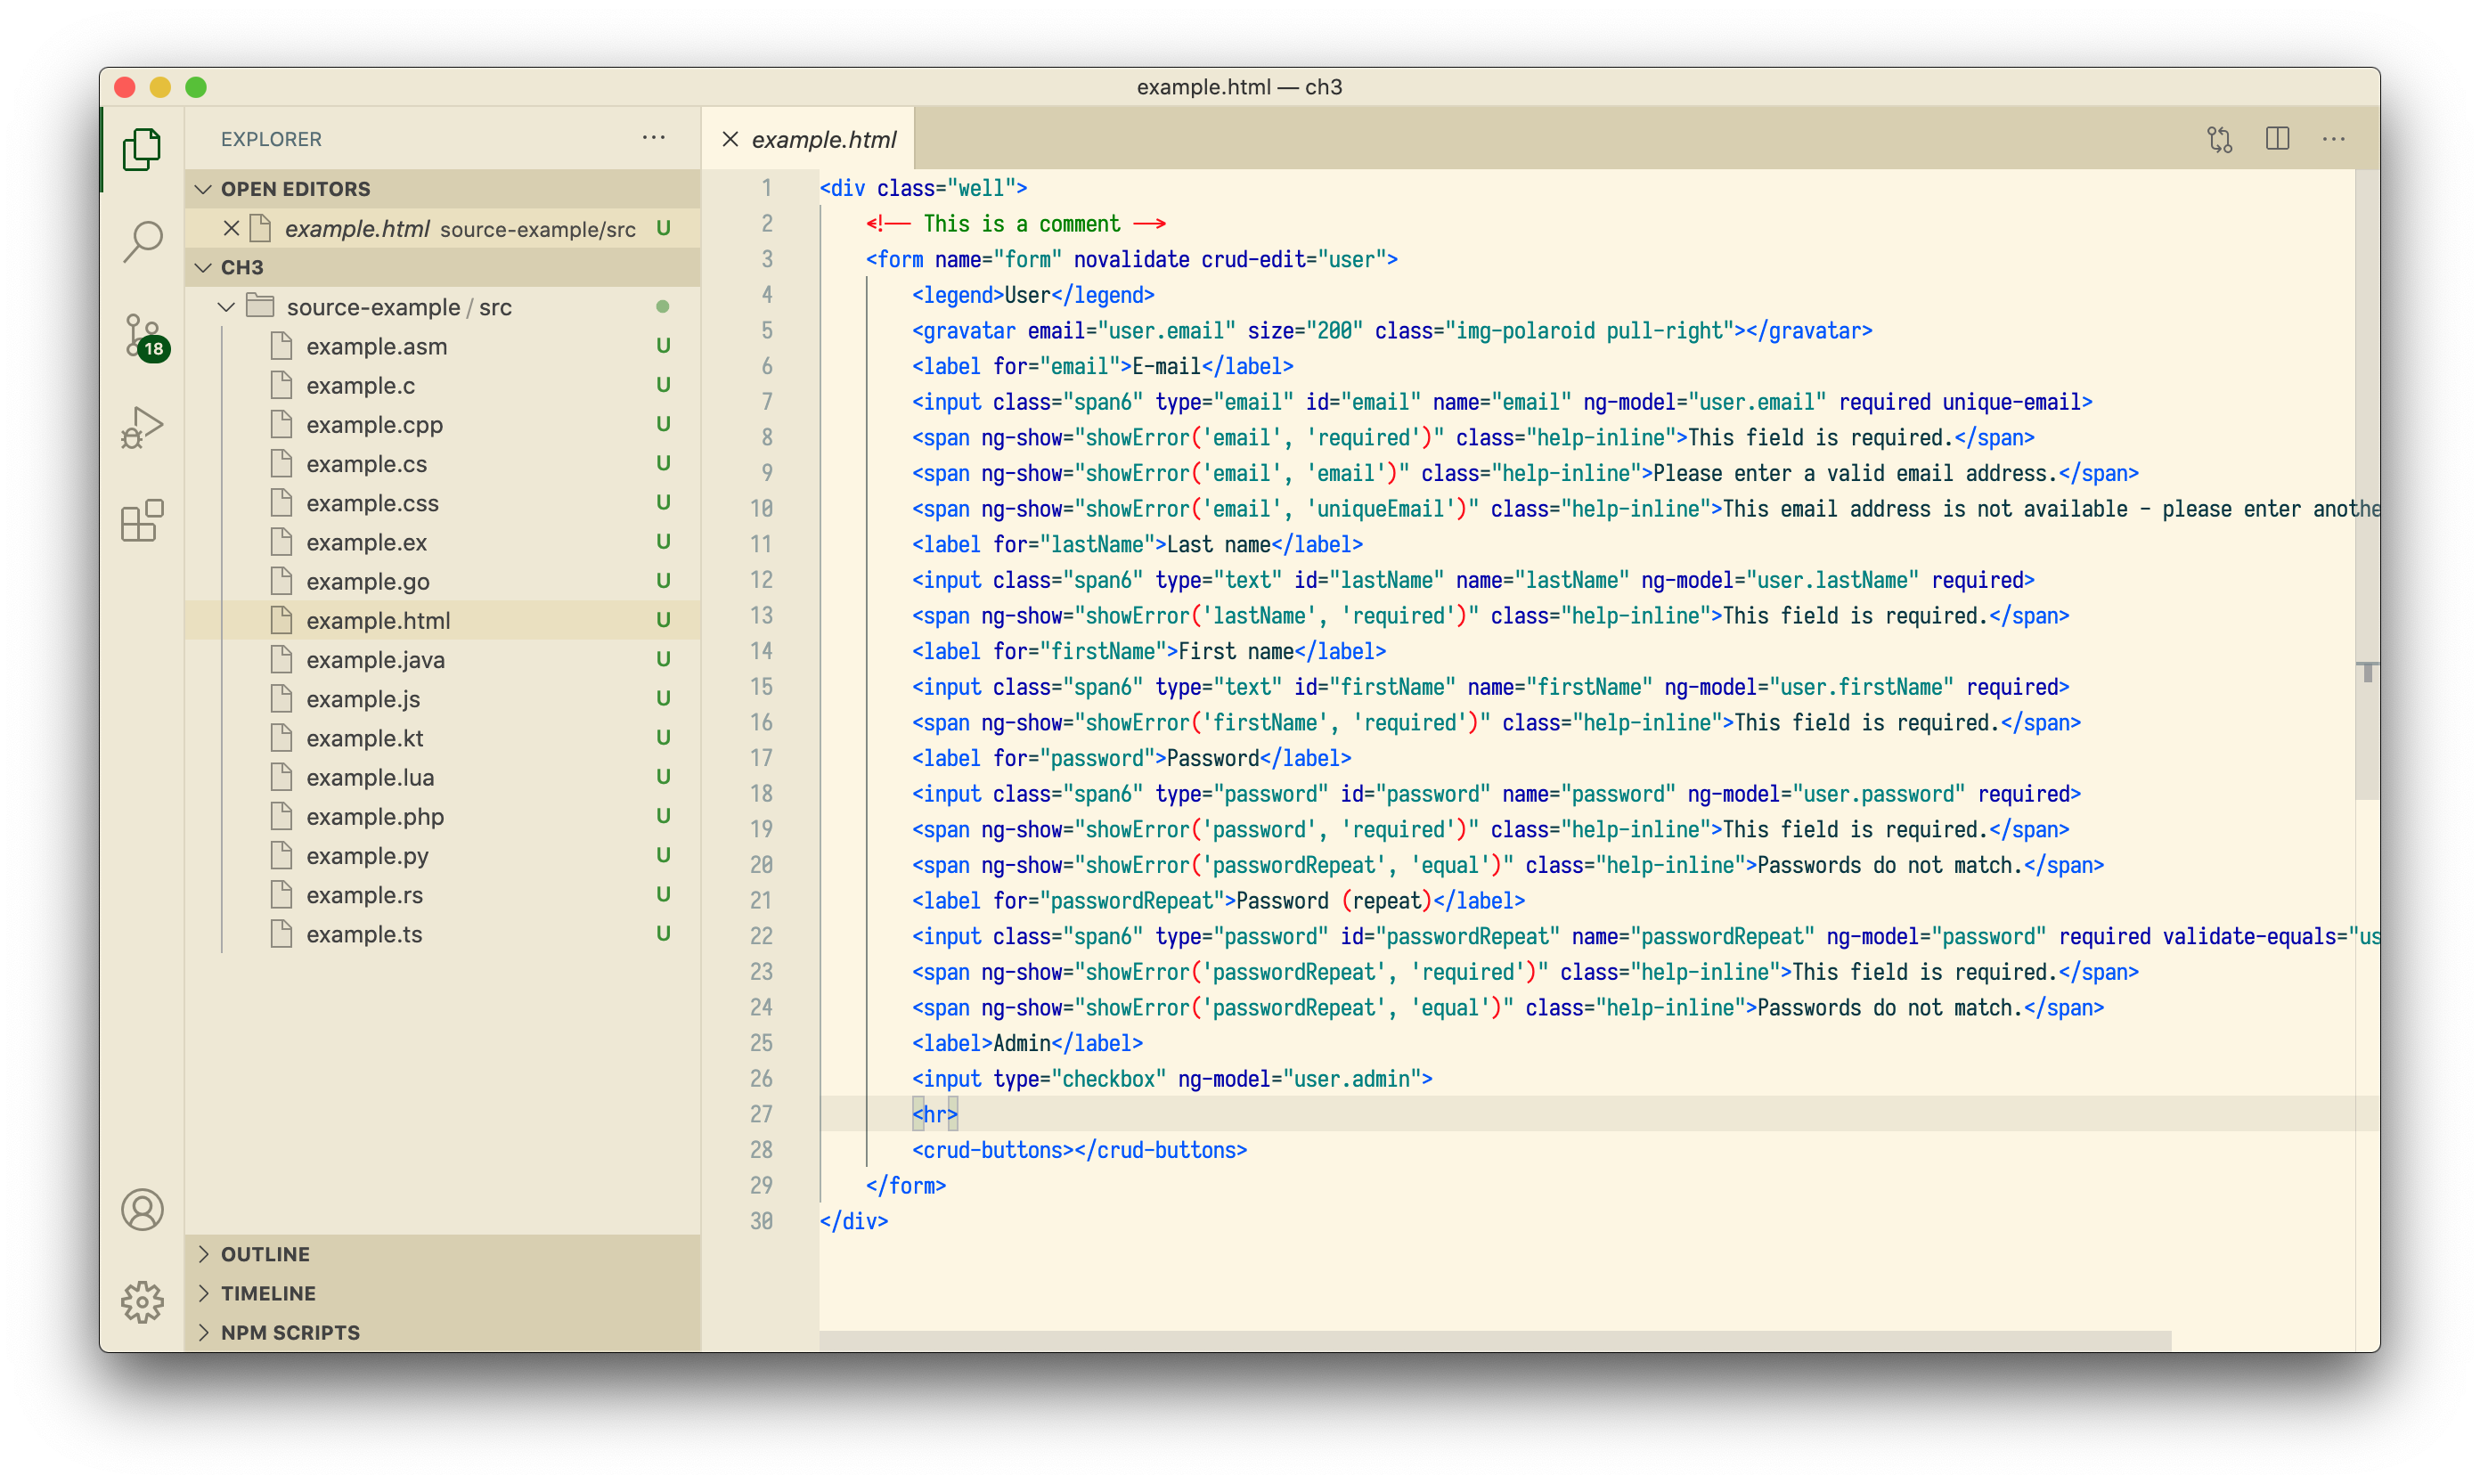 example.html — ch3
EXPLORER
OPEN EDITORS
example.html source-example/src U
CH3
source-example / src
example.asm U
example.c U
example.cpp U
example.cs U
example.css U
example.ex U
example.go U
example.html U
example.java U
example.js U
example.kt U
example.lua U
example.php U
example.py U
example.rs U
example.ts U
OUTLINE
TIMELINE
NPM SCRIPTS
18
example.html
1 <div class="well">
2 <!-- This is a comment -->
3 <form name="form" novalidate crud-edit="user">
4 <legend>User</legend>
5 <gravatar email="user.email" size="200" class="img-polaroid pull-right"></gravatar>
6 <label for="email">E-mail</label>
7 <input class="span6" type="email" id="email" name="email" ng-model="user.email" required unique-email>
8 <span ng-show="showError('email', 'required')" class="help-inline">This field is required.</span>
9 <span ng-show="showError('email', 'email')" class="help-inline">Please enter a valid email address.</span>
10 <span ng-show="showError('email', 'uniqueEmail')" class="help-inline">This email address is not available - please enter anothe
11 <label for="lastName">Last name</label>
12 <input class="span6" type="text" id="lastName" name="lastName" ng-model="user.lastName" required>
13 <span ng-show="showError('lastName', 'required')" class="help-inline">This field is required.</span>
14 <label for="firstName">First name</label>
15 <input class="span6" type="text" id="firstName" name="firstName" ng-model="user.firstName" required>
16 <span ng-show="showError('firstName', 'required')" class="help-inline">This field is required.</span>
17 <label for="password">Password</label>
18 <input class="span6" type="password" id="password" name="password" ng-model="user.password" required>
19 <span ng-show="showError('password', 'required')" class="help-inline">This field is required.</span>
20 <span ng-show="showError('passwordRepeat', 'equal')" class="help-inline">Passwords do not match.</span>
21 <label for="passwordRepeat">Password (repeat)</label>
22 <input class="span6" type="password" id="passwordRepeat" name="passwordRepeat" ng-model="password" required validate-equals="us
23 <span ng-show="showError('passwordRepeat', 'required')" class="help-inline">This field is required.</span>
24 <span ng-show="showError('passwordRepeat', 'equal')" class="help-inline">Passwords do not match.</span>
25 <label>Admin</label>
26 <input type="checkbox" ng-model="user.admin">
27 <hr>
28 <crud-buttons></crud-buttons>
29 </form>
30 </div>